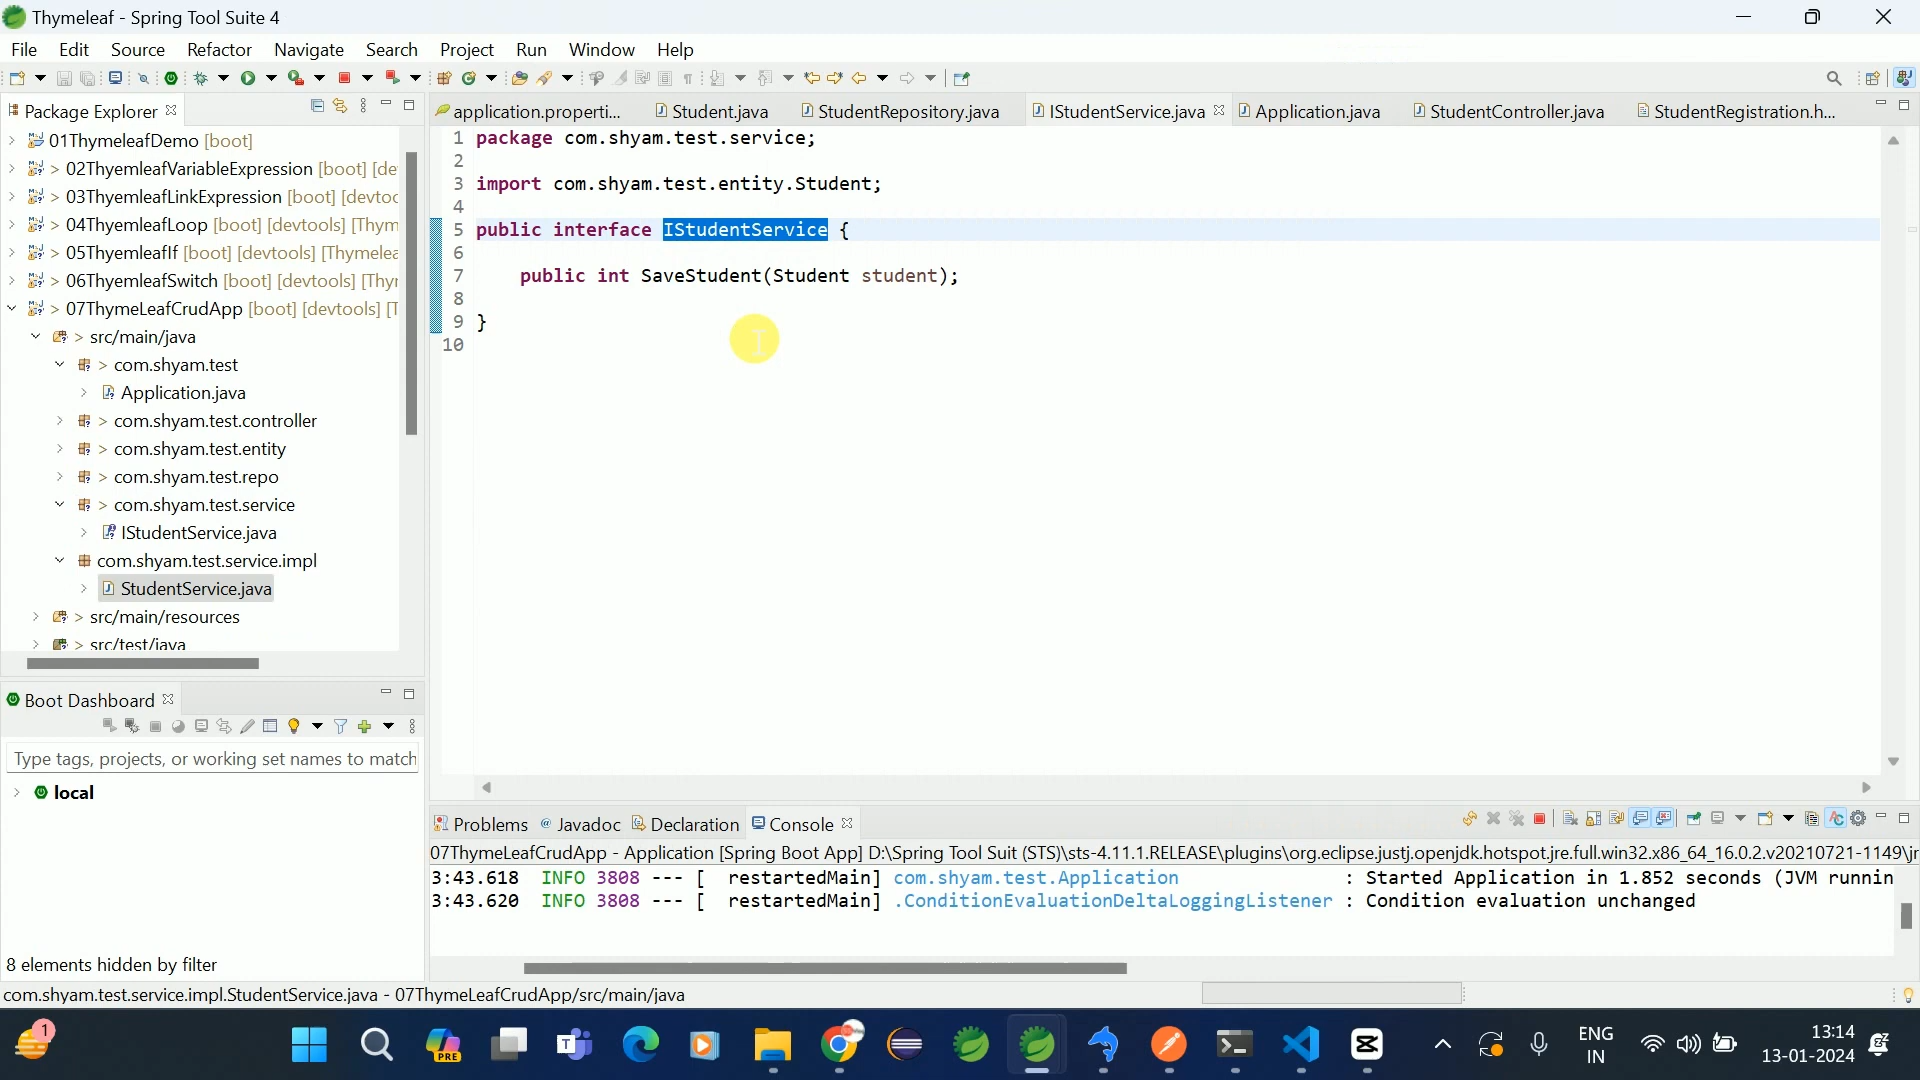 Thymeleaf - Spring Tool Suite 4
File Edit Source Refactor Navigate Search Project Run Window Help
Package Explorer
01ThymeleafDemo [boot]
> 02ThyemleafVariableExpression [boot] [de
> 03ThyemleafLinkExpression [boot] [devtoo
> 04ThyemleafLoop [boot] [devtools] [Thym
> 05ThyemleafIf [boot] [devtools] [Thymelea
> 06ThyemleafSwitch [boot] [devtools] [Thy
> 07ThymeLeafCrudApp [boot] [devtools] [T
> src/main/java
> com.shyam.test
Application.java
> com.shyam.test.controller
> com.shyam.test.entity
> com.shyam.test.repo
> com.shyam.test.service
IStudentService.java
com.shyam.test.service.impl
StudentService.java
> src/main/resources
> src/test/java
application.properti... Student.java StudentRepository.java IStudentService.java Application.java StudentController.java StudentRegistration.h...
1 package com.shyam.test.service;
2
3 import com.shyam.test.entity.Student;
4
5 public interface IStudentService {
6
7 public int SaveStudent(Student student);
8
9 }
10
Boot Dashboard
Type tags, projects, or working set names to match
local
8 elements hidden by filter
Problems @ Javadoc Declaration Console
07ThymeLeafCrudApp - Application [Spring Boot App] D:\Spring Tool Suit (STS)\sts-4.11.1.RELEASE\plugins\org.eclipse.justj.openjdk.hotspot.jre.full.win32.x86_64_16.0.2.v20210721-1149\jr
3:43.618 INFO 3808 --- [ restartedMain] com.shyam.test.Application : Started Application in 1.852 seconds (JVM runnin
3:43.620 INFO 3808 --- [ restartedMain] .ConditionEvaluationDeltaLoggingListener : Condition evaluation unchanged
com.shyam.test.service.impl.StudentService.java - 07ThymeLeafCrudApp/src/main/java
1
PRE
ENG
IN
13:14
13-01-2024